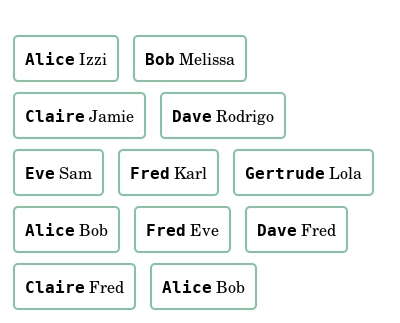 Alice Izzi Bob Melissa
Claire Jamie Dave Rodrigo
Eve Sam Fred Karl Gertrude Lola
Alice Bob Fred Eve Dave Fred
Claire Fred Alice Bob